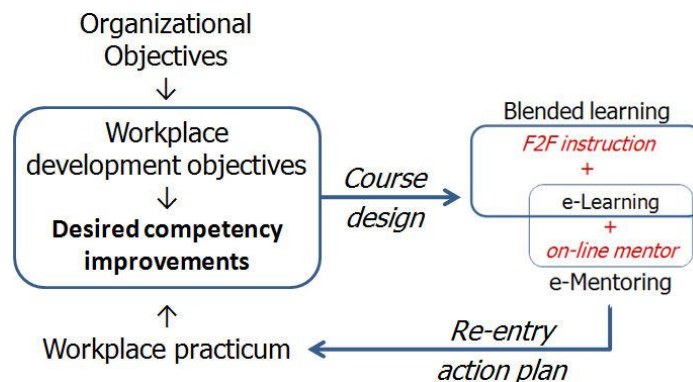 Organizational
Objectives
↓
Workplace
development objectives
↓
Desired competency
improvements
↑
Workplace practicum
Course
design
Blended learning
F2F instruction
+
e-Learning
+
on-line mentor
e-Mentoring
Re-entry
action plan